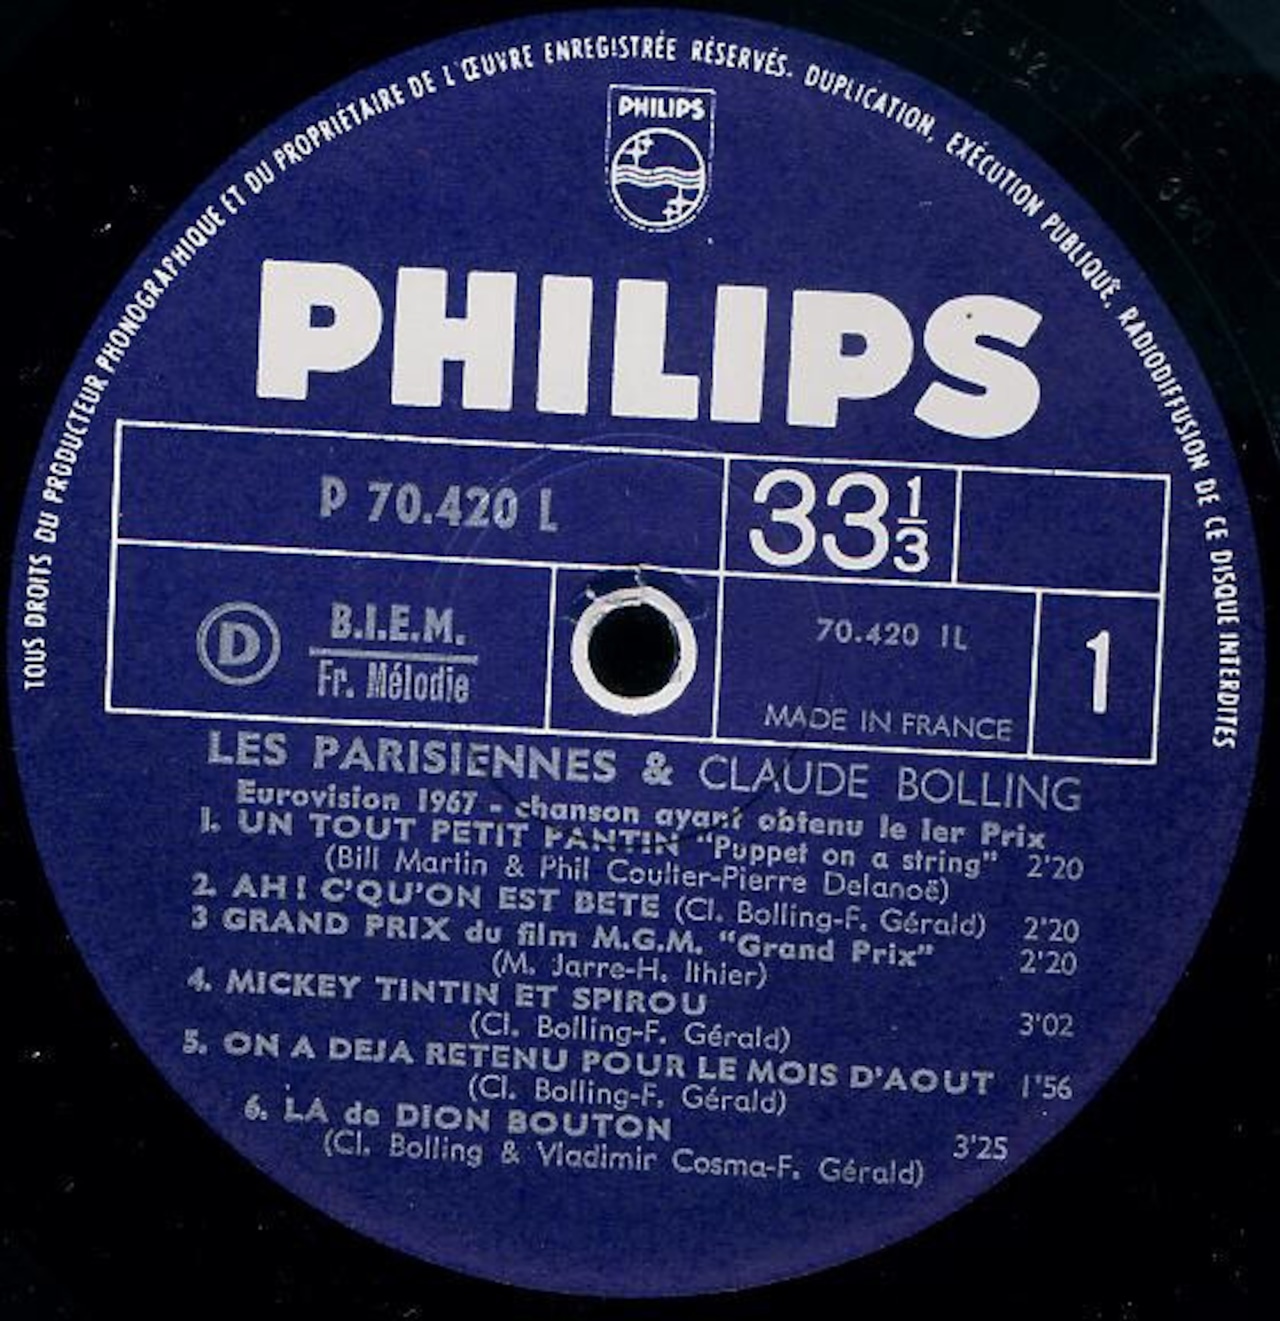 TOUS DROITS DU PRODUCTEUR PHONOGRAPHIQUE ET DU PROPRIÉTAIRE DE L'ŒUVRE ENREGISTRÉE RÉSERVÉS. DUPLICATION, EXÉCUTION PUBLIQUE, RADIODIFFUSION DE CE DISQUE INTERDITES
PHILIPS
PHILIPS
P 70.420 L
33 1/3
D
B.I.E.M.
Fr. Mélodie
70.420 1L
MADE IN FRANCE
1
LES PARISIENNES & CLAUDE BOLLING
Eurovision 1967 - chanson ayant obtenu le 1er Prix
1. UN TOUT PETIT PANTIN "Puppet on a string" 2'20
(Bill Martin & Phil Coulter-Pierre Delanoë)
2. AH! C'QU'ON EST BETE (Cl. Bolling-F. Gérald) 2'20
3 GRAND PRIX du film M.G.M. "Grand Prix" 2'20
(M. Jarre-H. Ithier)
4. MICKEY TINTIN ET SPIROU 3'02
(Cl. Bolling-F. Gérald)
5. ON A DEJA RETENU POUR LE MOIS D'AOUT 1'56
(Cl. Bolling-F. Gérald)
6. LA de DION BOUTON 3'25
(Cl. Bolling & Vladimir Cosma-F. Gérald)